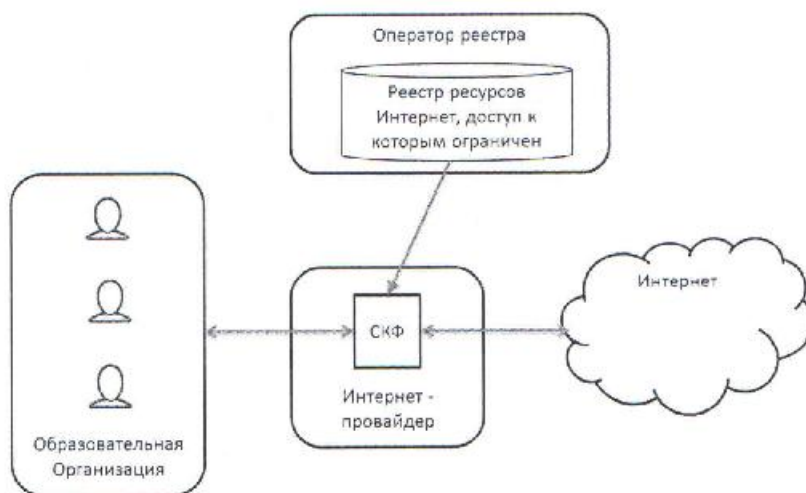 Оператор реестра
Реестр ресурсов
Интернет, доступ к
которым ограничен
Интернет
СКФ
Интернет -
провайдер
Образовательная
Организация